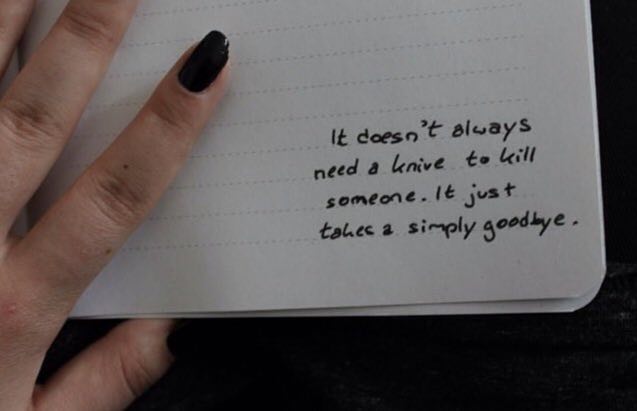 It doesn't always
need a knive to kill
someone. It just
takes a simply goodbye.